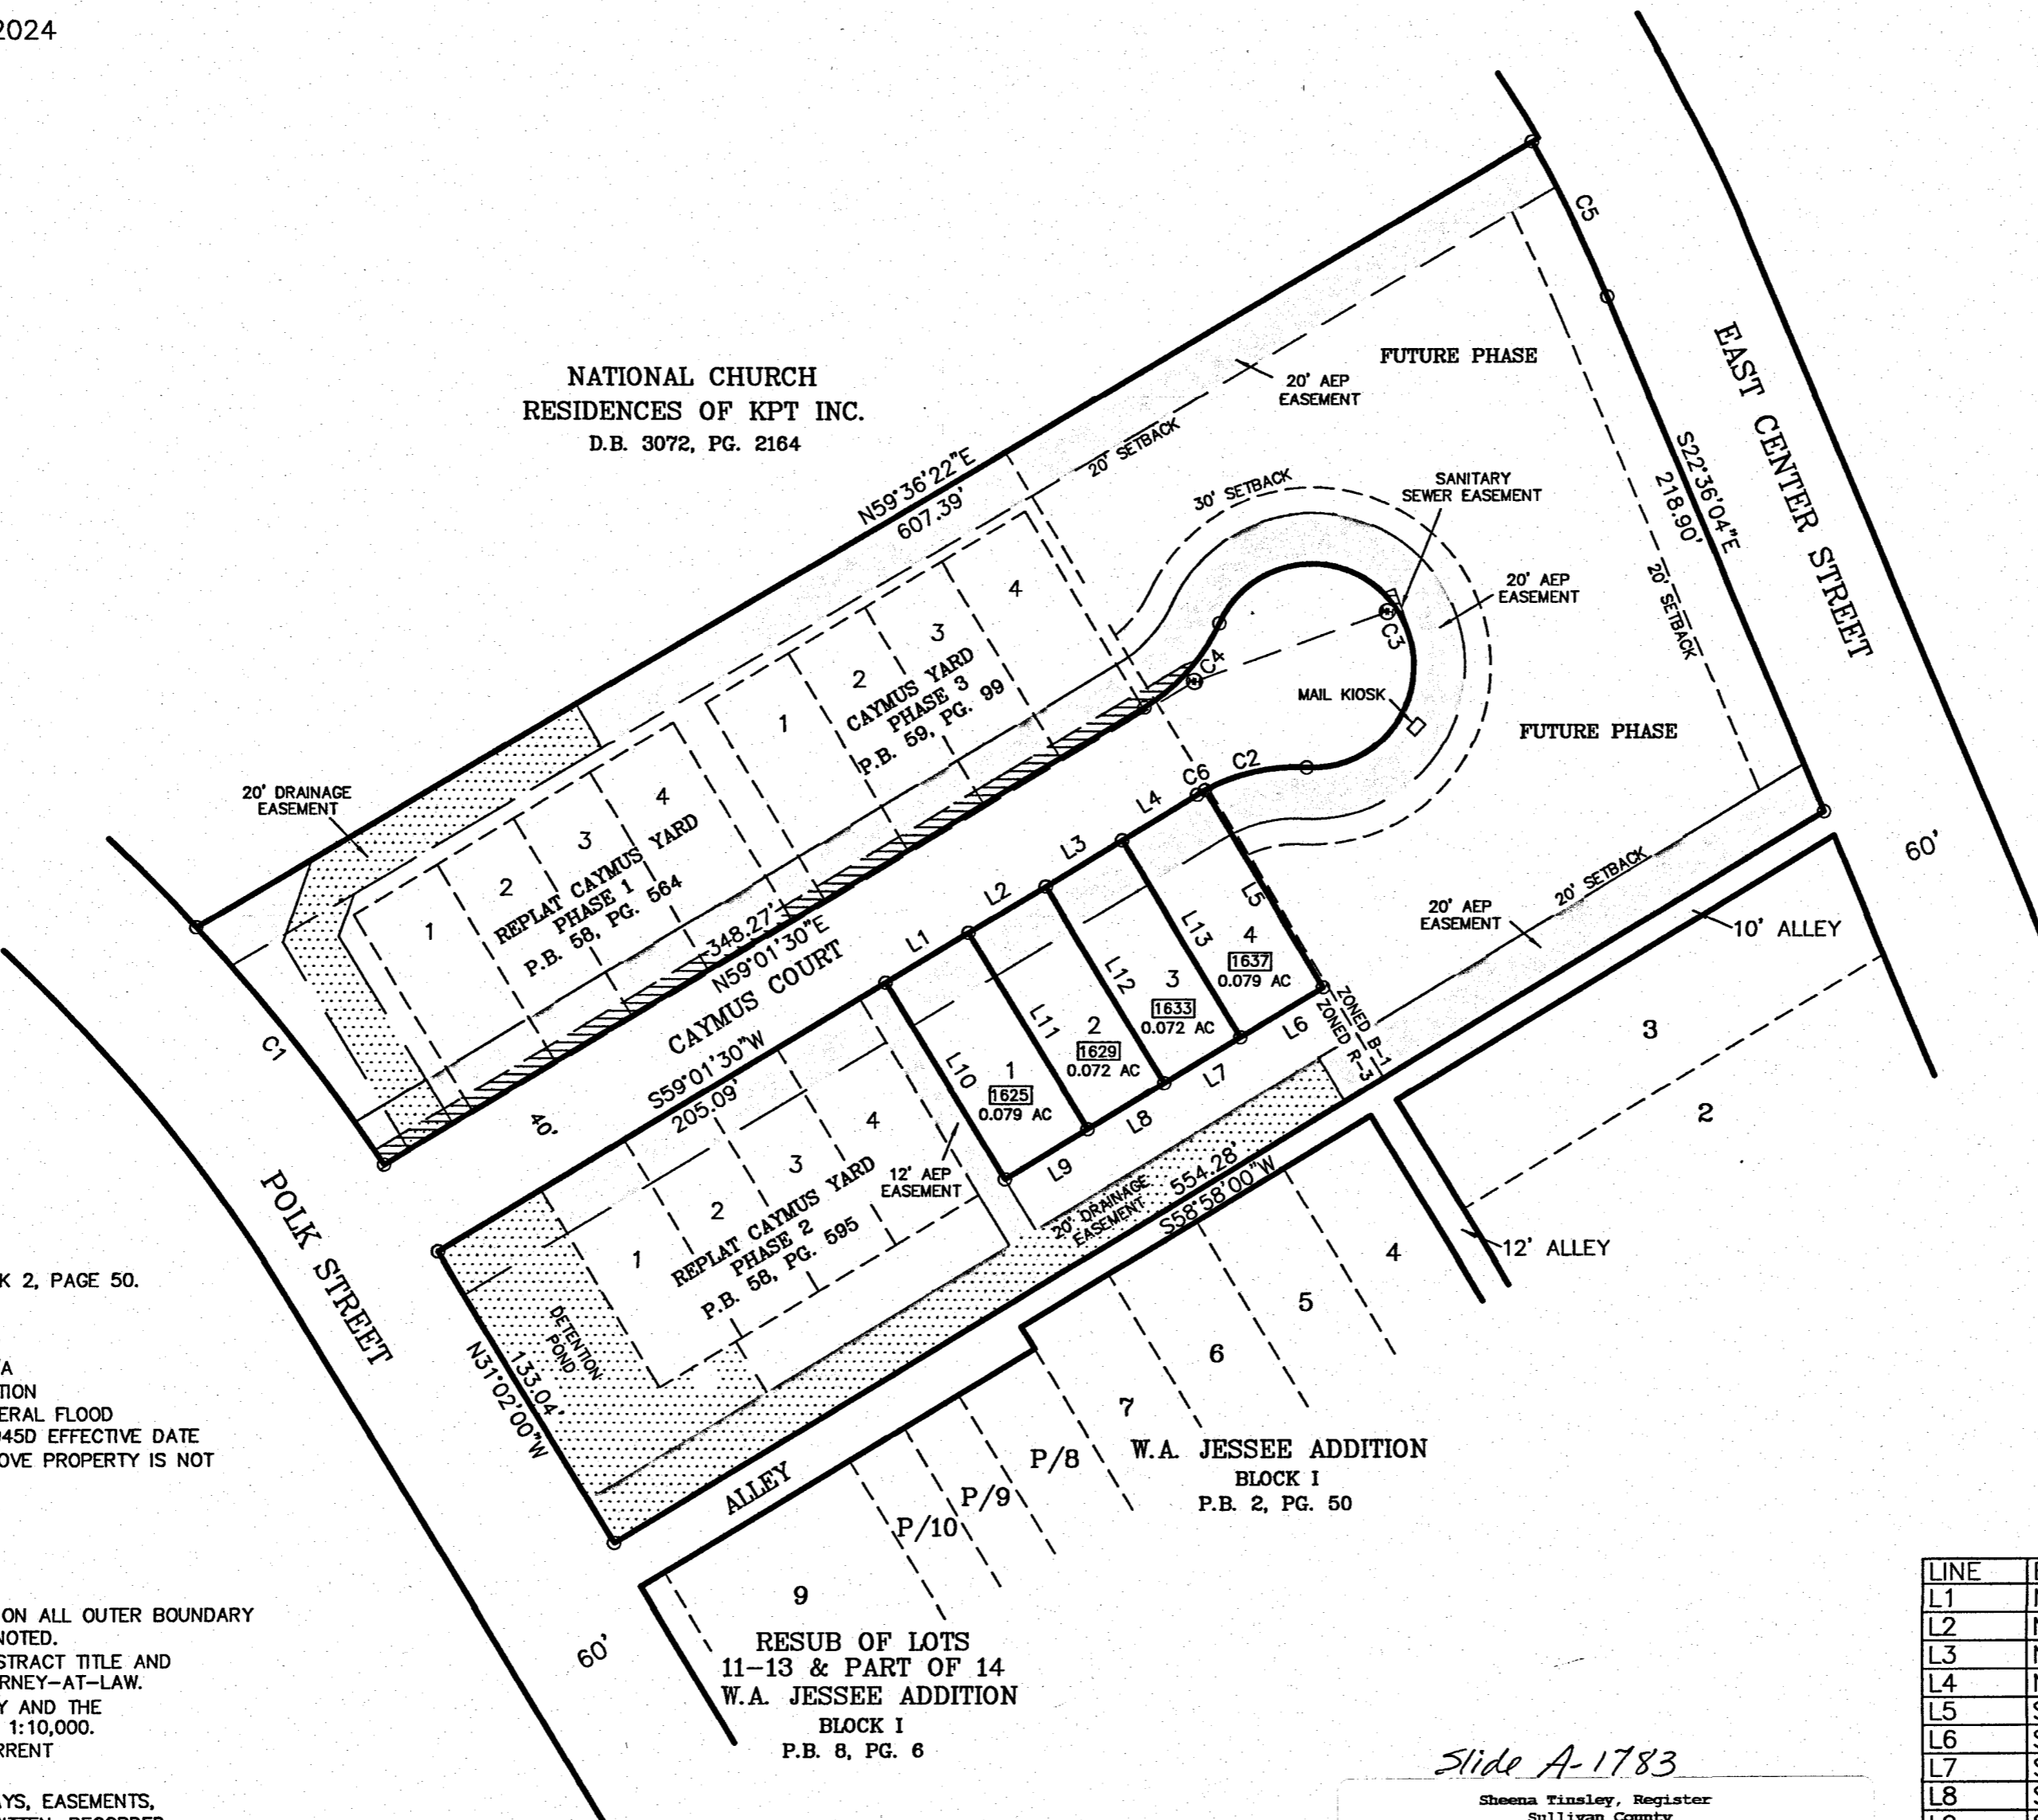 2024
NATIONAL CHURCH
RESIDENCES OF KPT INC.
D.B. 3072, PG. 2164
N59°36'22"E
607.39'
20' SETBACK
20' AEP
EASEMENT
FUTURE PHASE
C5
EAST CENTER STREET
S22°36'04"E
218.90'
20' SETBACK
30' SETBACK
SANITARY
SEWER EASEMENT
20' AEP
EASEMENT
C3
C4
MAIL KIOSK
FUTURE PHASE
C2
C6
20' DRAINAGE
EASEMENT
1
2
3
4
REPLAT CAYMUS YARD
PHASE 1
P.B. 58, PG. 564
1
2
3
4
CAYMUS YARD
PHASE 3
P.B. 59, PG. 99
348.27'
N59°01'30"E
CAYMUS COURT
S59°01'30"W
205.09'
40'
C1
L1
L2
L3
L4
L5
L6
L7
L8
L9
L10
L11
L12
L13
1
1625
0.079 AC
2
1629
0.072 AC
3
1633
0.072 AC
4
1637
0.079 AC
ZONED B-1
ZONED R-3
20' AEP
EASEMENT
20' SETBACK
60'
10' ALLEY
3
2
12' ALLEY
12' AEP
EASEMENT
1
2
3
4
REPLAT CAYMUS YARD
PHASE 2
P.B. 58, PG. 595
DETENTION
POND
20' DRAINAGE
EASEMENT
554.28'
S58°58'00"W
N31°02'00"W
133.04'
POLK STREET
60'
ALLEY
4
5
6
7
P/8
P/9
P/10
9
W.A. JESSEE ADDITION
BLOCK I
P.B. 2, PG. 50
RESUB OF LOTS
11-13 & PART OF 14
W.A. JESSEE ADDITION
BLOCK I
P.B. 8, PG. 6
K 2, PAGE 50.
A
TION
ERAL FLOOD
045D EFFECTIVE DATE
OVE PROPERTY IS NOT
ON ALL OUTER BOUNDARY
NOTED.
STRACT TITLE AND
RNEY-AT-LAW.
Y AND THE
1:10,000.
RRENT
AYS, EASEMENTS,
Slide A-1783
Sheena Tinsley, Register
Sullivan County
LINE
L1
L2
L3
L4
L5
L6
L7
L8